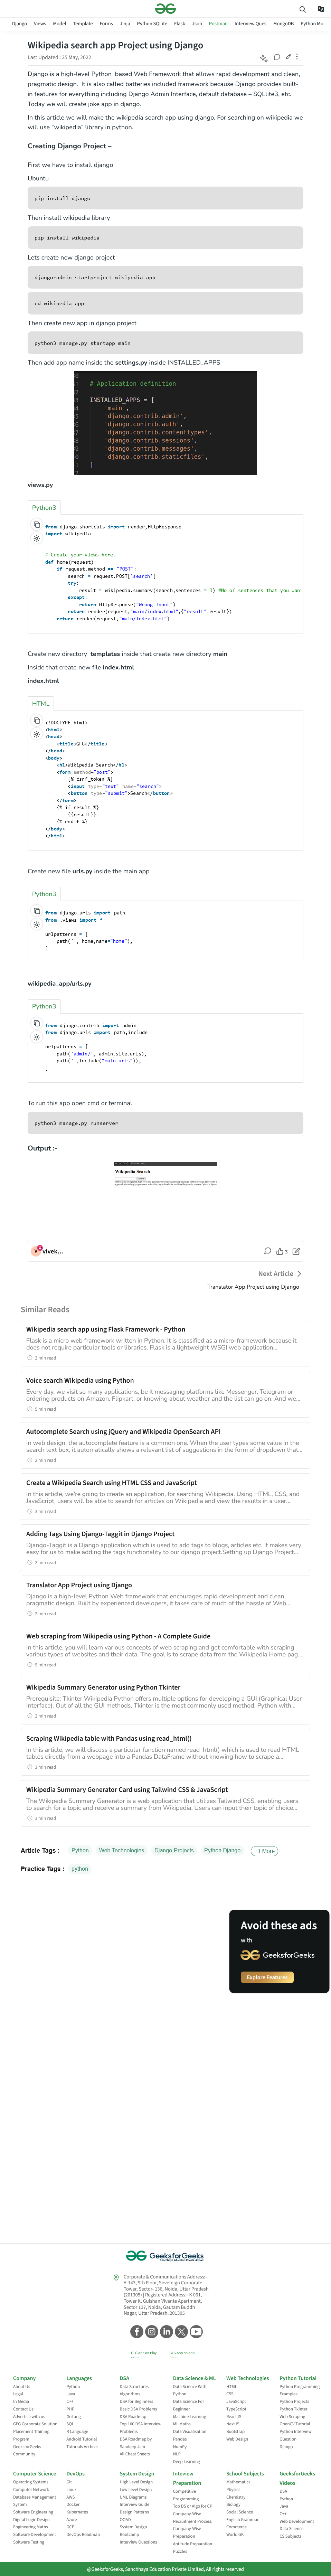 Django Views Model Template Forms Jinja Python SQLite Flask Json Postman Interview Ques MongoDB
Wikipedia search app Project using Django
Last Updated : 25 May, 2022
Django is a high-level Python based Web Framework that allows rapid development and clean,
pragmatic design. It is also called batteries included framework because Django provides built-
in features for everything including Django Admin Interface, default database – SQLlite3, etc.
Today we will create joke app in django.
In this article we will make the wikipedia search app using django. For searching on wikipedia we
will use “wikipedia” library in python.
Creating Django Project –
First we have to install django
Ubuntu
pip install django
Then install wikipedia library
pip install wikipedia
Lets create new django project
django-admin startproject wikipedia_app
cd wikipedia_app
Then create new app in django project
python3 manage.py startapp main
Then add app name inside the settings.py inside INSTALLED_APPS
# Application definition
INSTALLED_APPS = [
'main',
'django.contrib.admin',
'django.contrib.auth',
'django.contrib.contenttypes',
'django.contrib.sessions',
'django.contrib.messages',
'django.contrib.staticfiles',
]
views.py
Python3
from django.shortcuts import render,HttpResponse
import wikipedia
# Create your views here.
def home(request):
if request.method == "POST":
search = request.POST['search']
try:
result = wikipedia.summary(search,sentences = 3) #No of sentences that you want
except:
return HttpResponse("Wrong Input")
return render(request,"main/index.html",{"result":result})
return render(request,"main/index.html")
Create new directory templates inside that create new directory main
Inside that create new file index.html
index.html
HTML
<!DOCTYPE html>
<html>
<head>
<title>GFG</title>
</head>
<body>
<h1>Wikipedia Search</h1>
<form method="post">
{% csrf_token %}
<input type="text" name="search">
<button type="submit">Search</button>
</form>
{% if result %}
{{result}}
{% endif %}
</body>
</html>
Create new file urls.py inside the main app
Python3
from django.urls import path
from .views import *
urlpatterns = [
path('', home,name="home"),
]
wikipedia_app/urls.py
Python3
from django.contrib import admin
from django.urls import path,include
urlpatterns = [
path('admin/', admin.site.urls),
path('',include("main.urls")),
]
To run this app open cmd or terminal
python3 manage.py runserver
Output :-
Wikipedia Search
vivek... 3
Next Article
Translator App Project using Django
Similar Reads
Wikipedia search app using Flask Framework - Python
Flask is a micro web framework written in Python. It is classified as a micro-framework because it
does not require particular tools or libraries. Flask is a lightweight WSGI web application...
1 min read
Voice search Wikipedia using Python
Every day, we visit so many applications, be it messaging platforms like Messenger, Telegram or
ordering products on Amazon, Flipkart, or knowing about weather and the list can go on. And we...
5 min read
Autocomplete Search using jQuery and Wikipedia OpenSearch API
In web design, the autocomplete feature is a common one. When the user types some value in the
search text box, it automatically shows a relevant list of suggestions in the form of dropdown that...
2 min read
Create a Wikipedia Search using HTML CSS and JavaScript
In this article, we're going to create an application, for searching Wikipedia. Using HTML, CSS, and
JavaScript, users will be able to search for articles on Wikipedia and view the results in a user...
3 min read
Adding Tags Using Django-Taggit in Django Project
Django-Taggit is a Django application which is used to add tags to blogs, articles etc. It makes very
easy for us to make adding the tags functionality to our django project.Setting up Django Project...
2 min read
Translator App Project using Django
Django is a high-level Python Web framework that encourages rapid development and clean,
pragmatic design. Built by experienced developers, it takes care of much of the hassle of Web...
2 min read
Web scraping from Wikipedia using Python - A Complete Guide
In this article, you will learn various concepts of web scraping and get comfortable with scraping
various types of websites and their data. The goal is to scrape data from the Wikipedia Home pag...
9 min read
Wikipedia Summary Generator using Python Tkinter
Prerequisite: Tkinter Wikipedia Python offers multiple options for developing a GUI (Graphical User
Interface). Out of all the GUI methods, Tkinter is the most commonly used method. Python with...
2 min read
Scraping Wikipedia table with Pandas using read_html()
In this article, we will discuss a particular function named read_html() which is used to read HTML
tables directly from a webpage into a Pandas DataFrame without knowing how to scrape a...
3 min read
Wikipedia Summary Generator Card using Tailwind CSS & JavaScript
The Wikipedia Summary Generator is a web application that utilizes Tailwind CSS, enabling users
to search for a topic and receive a summary from Wikipedia. Users can input their topic of choice...
3 min read
Article Tags : Python Web Technologies Django-Projects Python Django +1 More
Practice Tags : python
Avoid these ads
with
GeeksforGeeks
Explore Features
GeeksforGeeks
Corporate & Communications Address:-
A-143, 9th Floor, Sovereign Corporate
Tower, Sector- 136, Noida, Uttar Pradesh
(201305) | Registered Address:- K 061,
Tower K, Gulshan Vivante Apartment,
Sector 137, Noida, Gautam Buddh
Nagar, Uttar Pradesh, 201305
GFG App on Play GFG App on App
Company
About Us
Legal
In Media
Contact Us
Advertise with us
GFG Corporate Solution
Placement Training
Program
GeeksforGeeks
Community
Languages
Python
Java
C++
PHP
GoLang
SQL
R Language
Android Tutorial
Tutorials Archive
DSA
Data Structures
Algorithms
DSA for Beginners
Basic DSA Problems
DSA Roadmap
Top 100 DSA Interview
Problems
DSA Roadmap by
Sandeep Jain
All Cheat Sheets
Data Science & ML
Data Science With
Python
Data Science For
Beginner
Machine Learning
ML Maths
Data Visualisation
Pandas
NumPy
NLP
Deep Learning
Web Technologies
HTML
CSS
JavaScript
TypeScript
ReactJS
NextJS
Bootstrap
Web Design
Python Tutorial
Python Programming
Examples
Python Projects
Python Tkinter
Web Scraping
OpenCV Tutorial
Python Interview
Question
Django
Computer Science
Operating Systems
Computer Network
Database Management
System
Software Engineering
Digital Logic Design
Engineering Maths
Software Development
Software Testing
DevOps
Git
Linux
AWS
Docker
Kubernetes
Azure
GCP
DevOps Roadmap
System Design
High Level Design
Low Level Design
UML Diagrams
Interview Guide
Design Patterns
OOAD
System Design
Bootcamp
Interview Questions
Interview
Preparation
Competitive
Programming
Top DS or Algo for CP
Company-Wise
Recruitment Process
Company-Wise
Preparation
Aptitude Preparation
Puzzles
School Subjects
Mathematics
Physics
Chemistry
Biology
Social Science
English Grammar
Commerce
World GK
GeeksforGeeks
Videos
DSA
Python
Java
C++
Web Development
Data Science
CS Subjects
@GeeksforGeeks, Sanchhaya Education Private Limited, All rights reserved